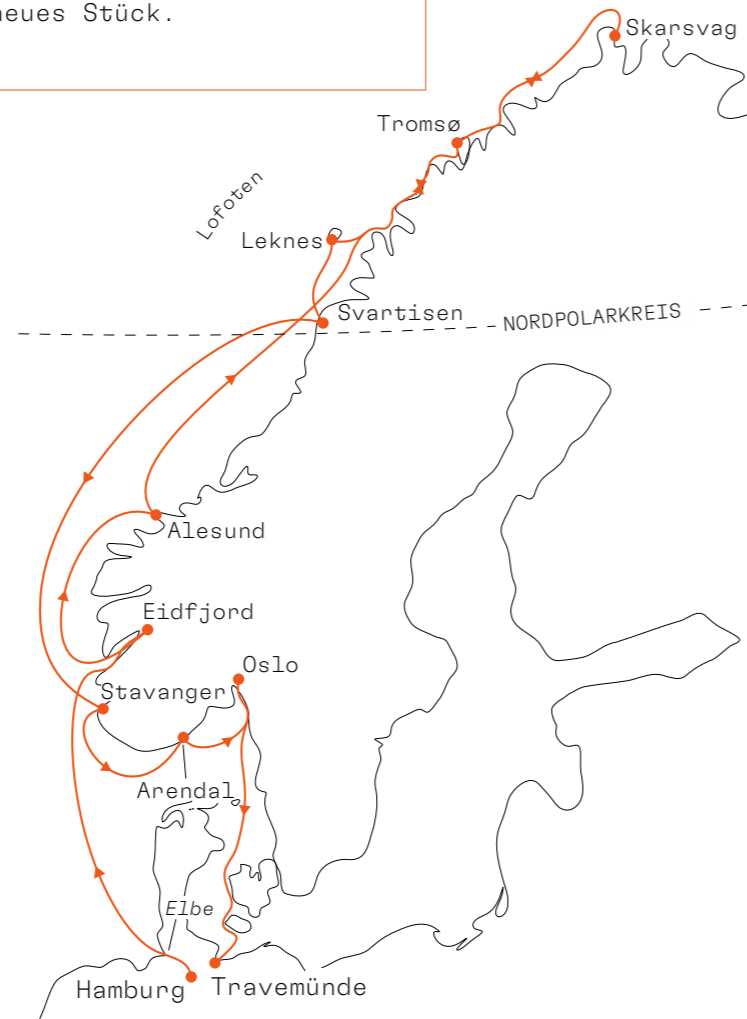 neues Stück.
Skarsvag
Tromsø
Lofoten
Leknes
Svartisen
NORDPOLARKREIS
Alesund
Eidfjord
Oslo
Stavanger
Arendal
Elbe
Hamburg
Travemünde